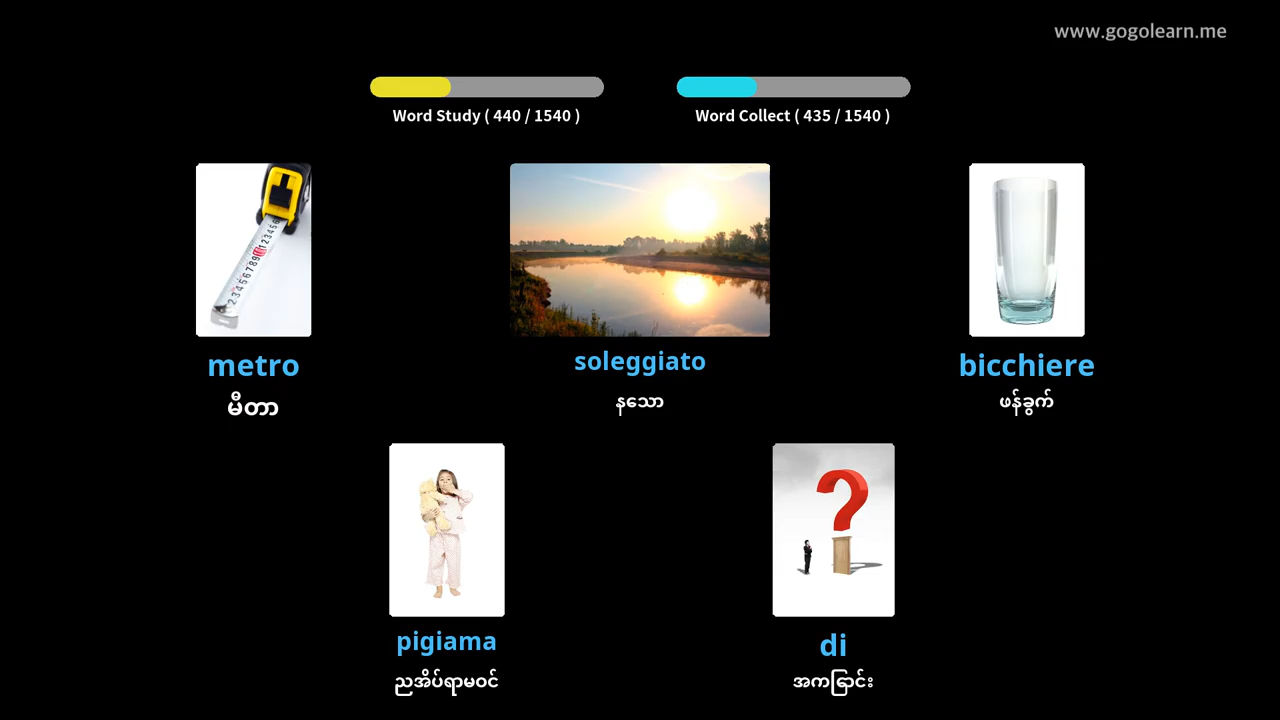 www.gogolearn.me
Word Study ( 440 / 1540 )
Word Collect ( 435 / 1540 )
metro
soleggiato
bicchiere
မီတာ
နသော
ဖန်ခွက်
pigiama
di
ညအိပ်ရာမဝင်
အကြောင်း